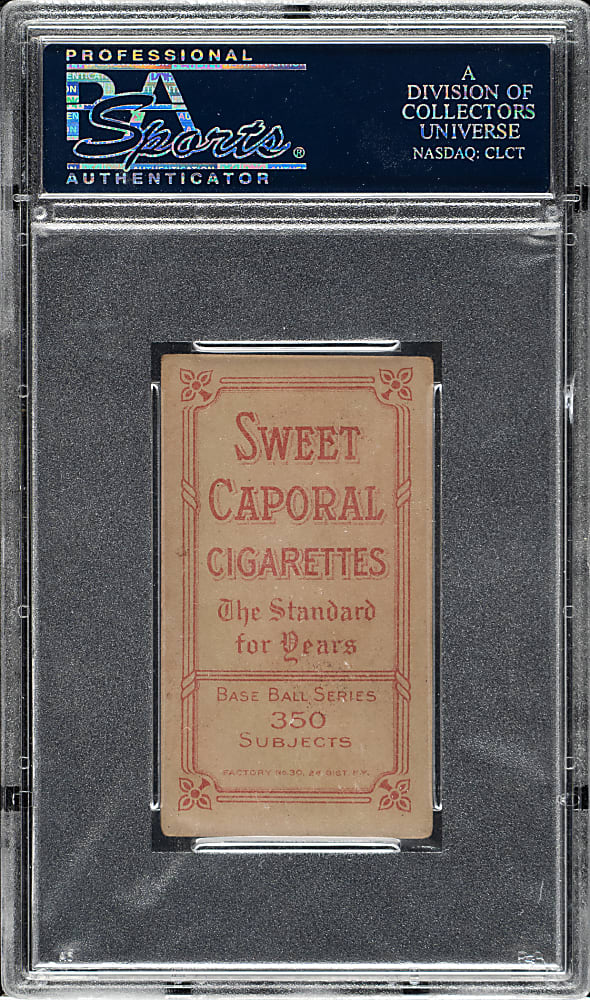 PROFESSIONAL
PSA
Sports®
AUTHENTICATOR
A
DIVISION OF
COLLECTORS
UNIVERSE
NASDAQ: CLCT
SWEET
CAPORAL
CIGARETTES
The Standard
for Years
BASE BALL SERIES
350
SUBJECTS
FACTORY No. 30, 2d DIST. N.Y.